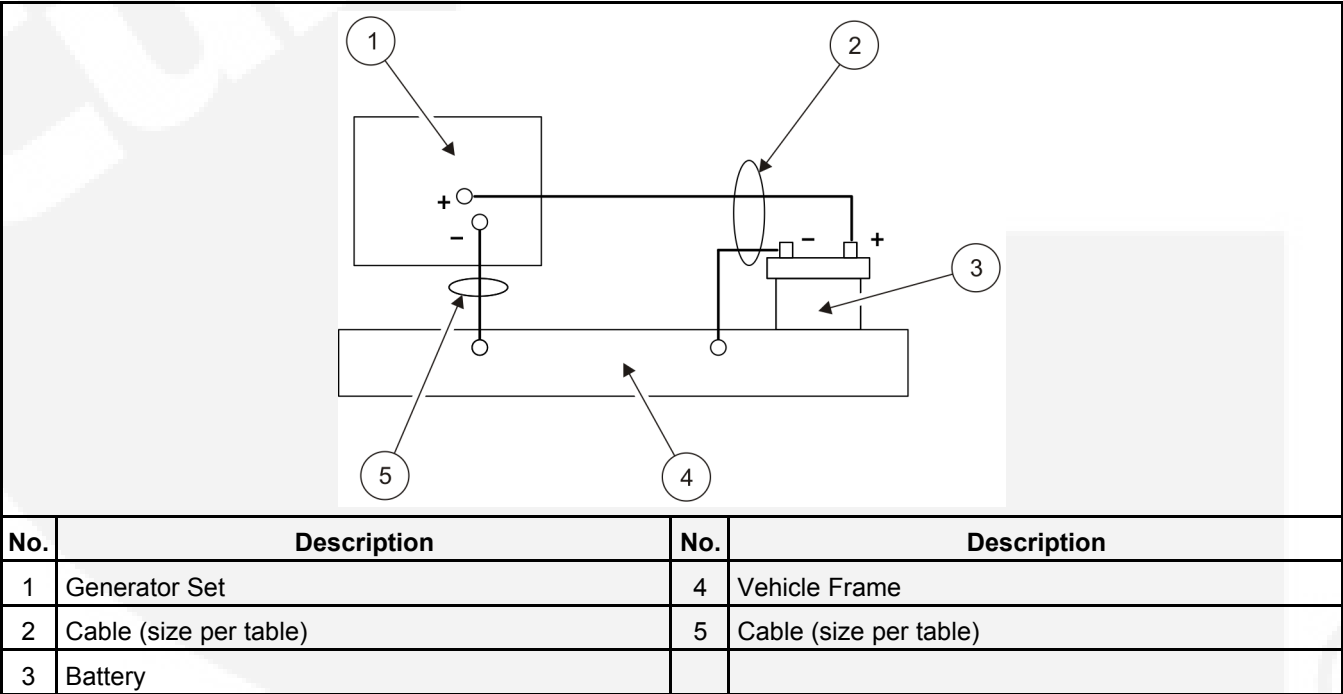 1
2
+
−
− +
3
5
4
No. Description No. Description
1 Generator Set 4 Vehicle Frame
2 Cable (size per table) 5 Cable (size per table)
3 Battery